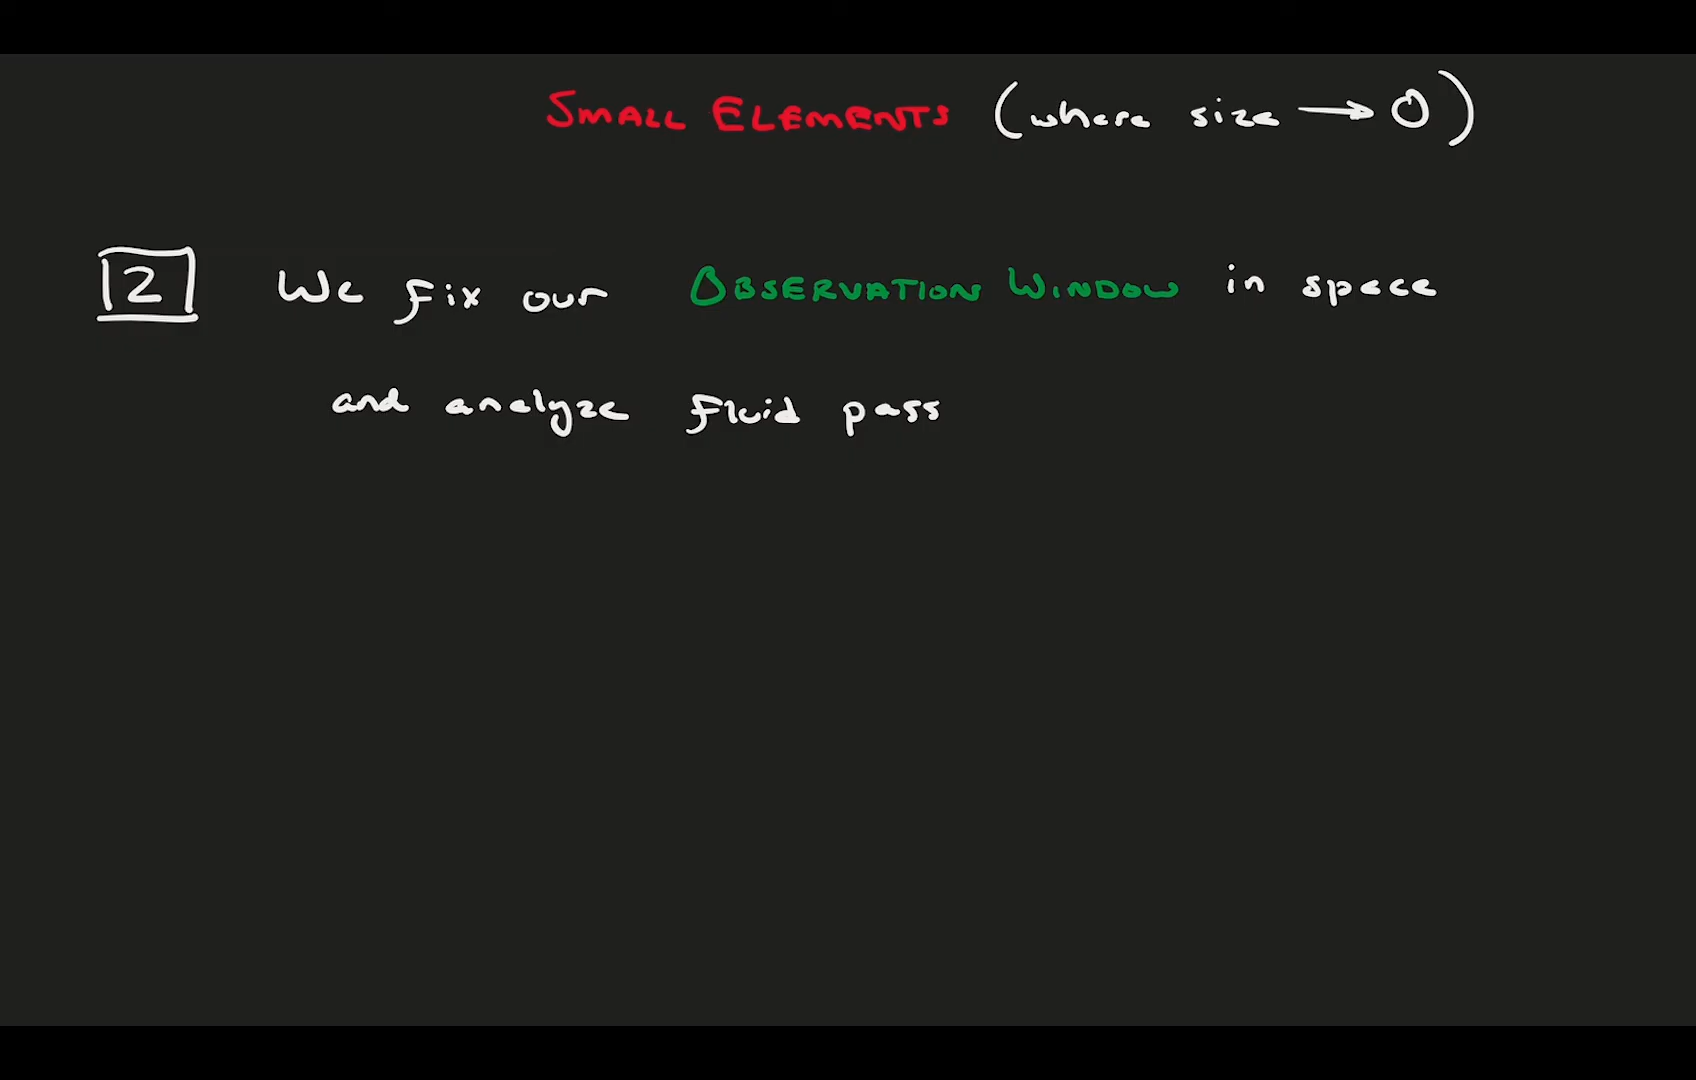 SMALL ELEMENTS (where size → 0)
2 We fix our OBSERVATION WINDOW in space
and analyze fluid pass